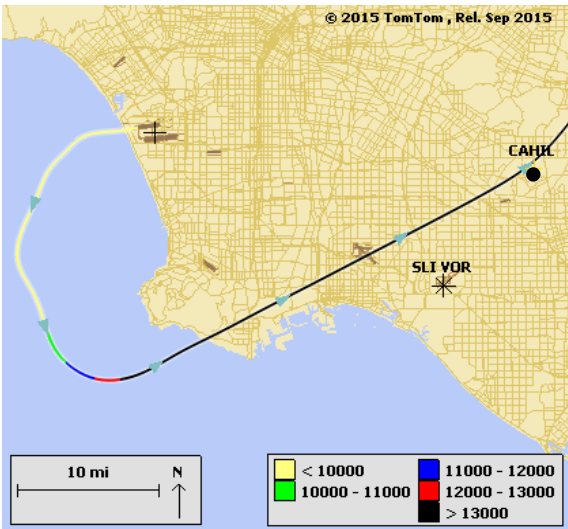 © 2015 TomTom , Rel. Sep 2015
CAHIL
SLI VOR
10 mi
N
< 10000
11000 - 12000
10000 - 11000
12000 - 13000
> 13000